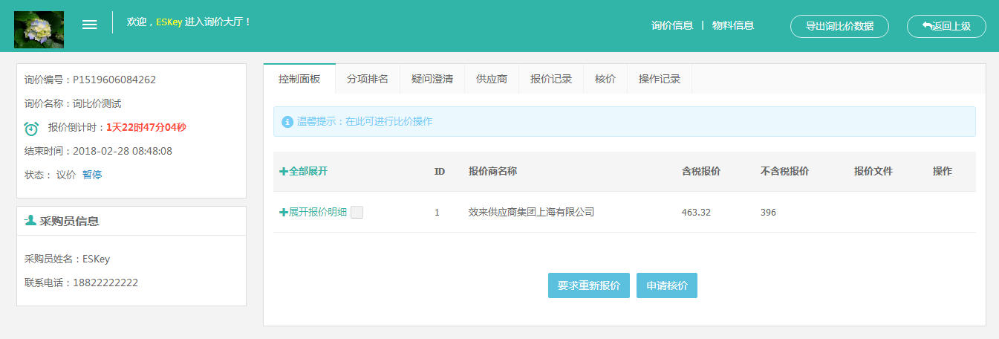 欢迎，ESKey 进入询价大厅！
询价信息 | 物料信息
导出询比价数据
返回上级
询价编号：P1519606084262
询价名称：询比价测试
报价倒计时：1天22时47分04秒
结束时间：2018-02-28 08:48:08
状态： 议价 暂停
采购员信息
采购员姓名：ESKey
联系电话：18822222222
控制面板 分项排名 疑问澄清 供应商 报价记录 核价 操作记录
温馨提示：在此可进行比价操作
全部展开 ID 报价商名称 含税报价 不含税报价 报价文件 操作
展开报价明细 1 效来供应商集团上海有限公司 463.32 396
要求重新报价 申请核价